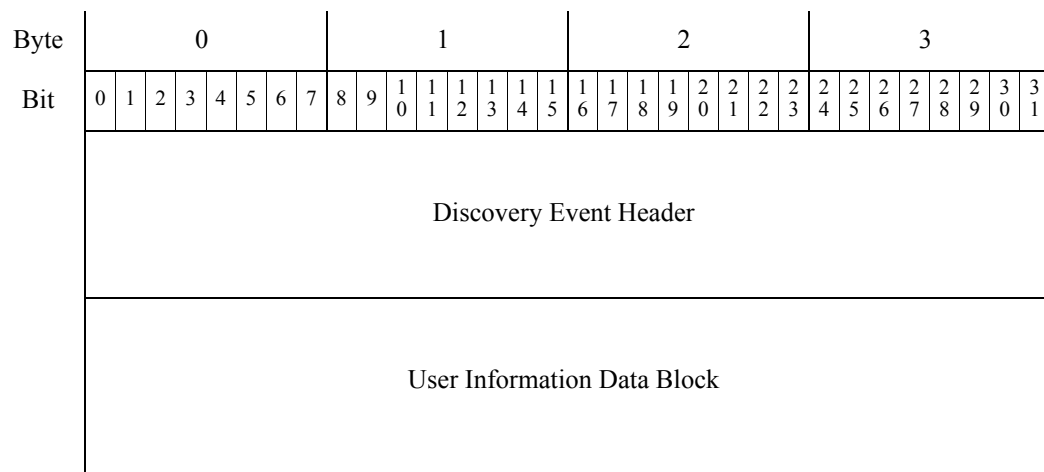 Byte 0 1 2 3
Bit 0 1 2 3 4 5 6 7 8 9 10 11 12 13 14 15 16 17 18 19 20 21 22 23 24 25 26 27 28 29 30 31
Discovery Event Header
User Information Data Block